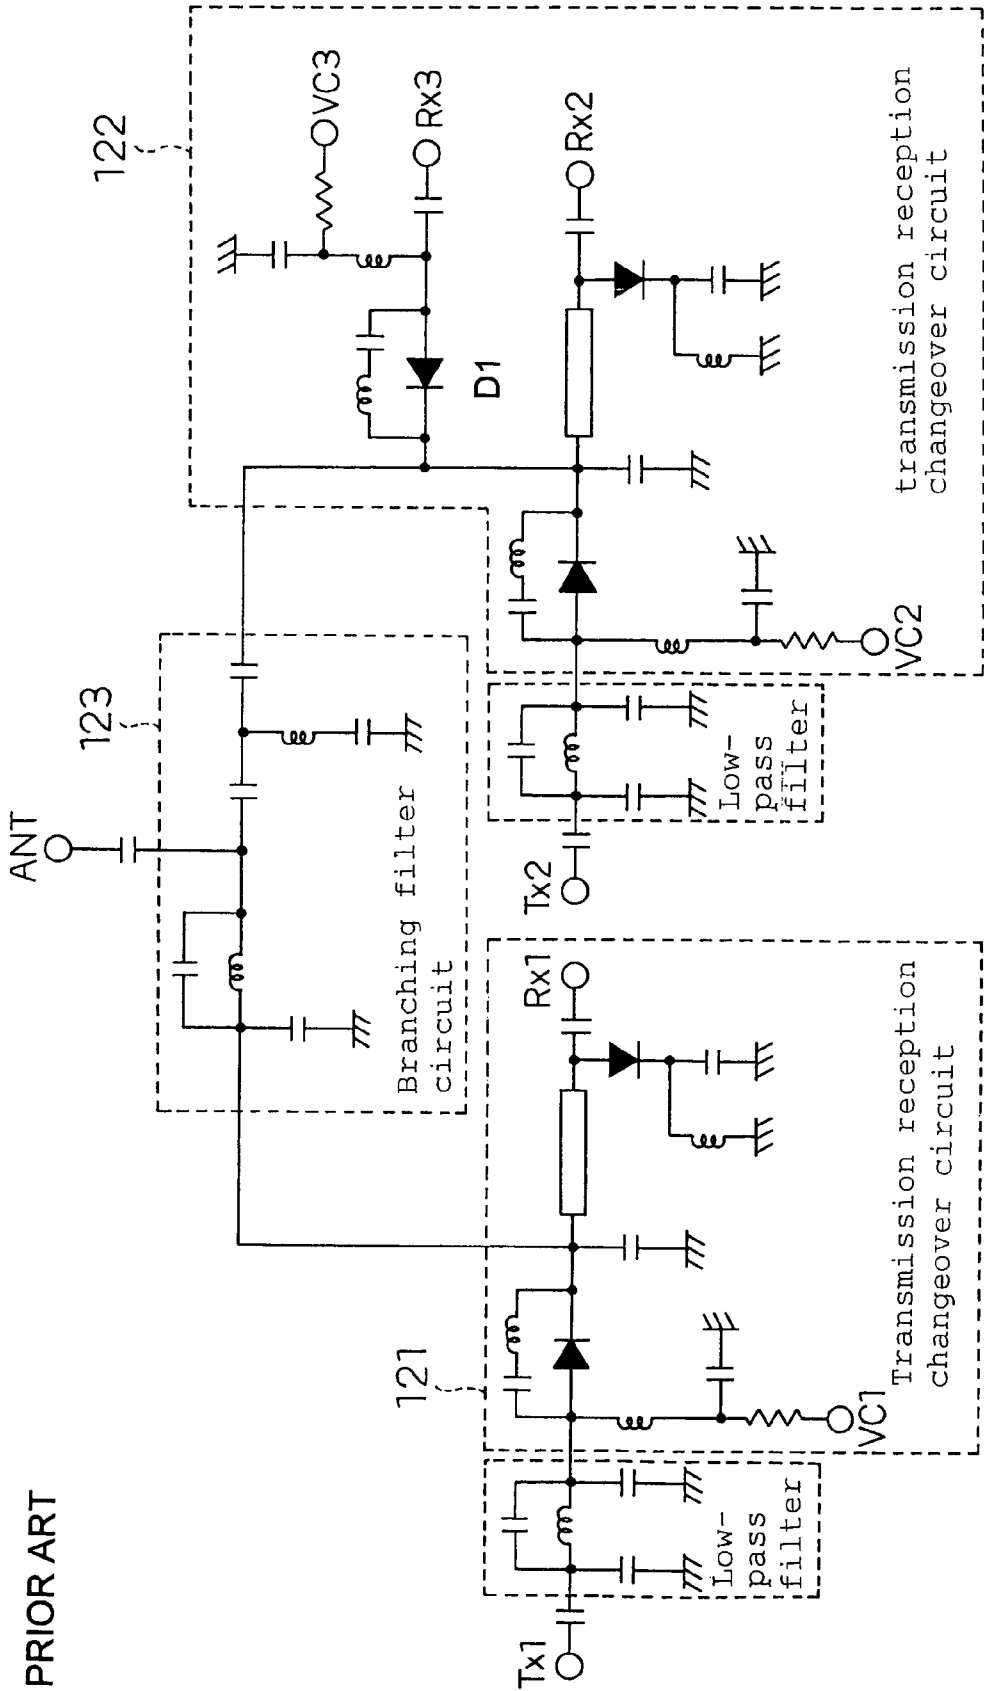 PRIOR ART
ANT
123
Branching filter
circuit
122
VC3
Rx3
D1
Rx2
transmission reception
changeover circuit
VC2
Low-
pass
filter
Tx2
121
Rx1
Transmission reception
changeover circuit
VC1
Low-
pass
filter
Tx1